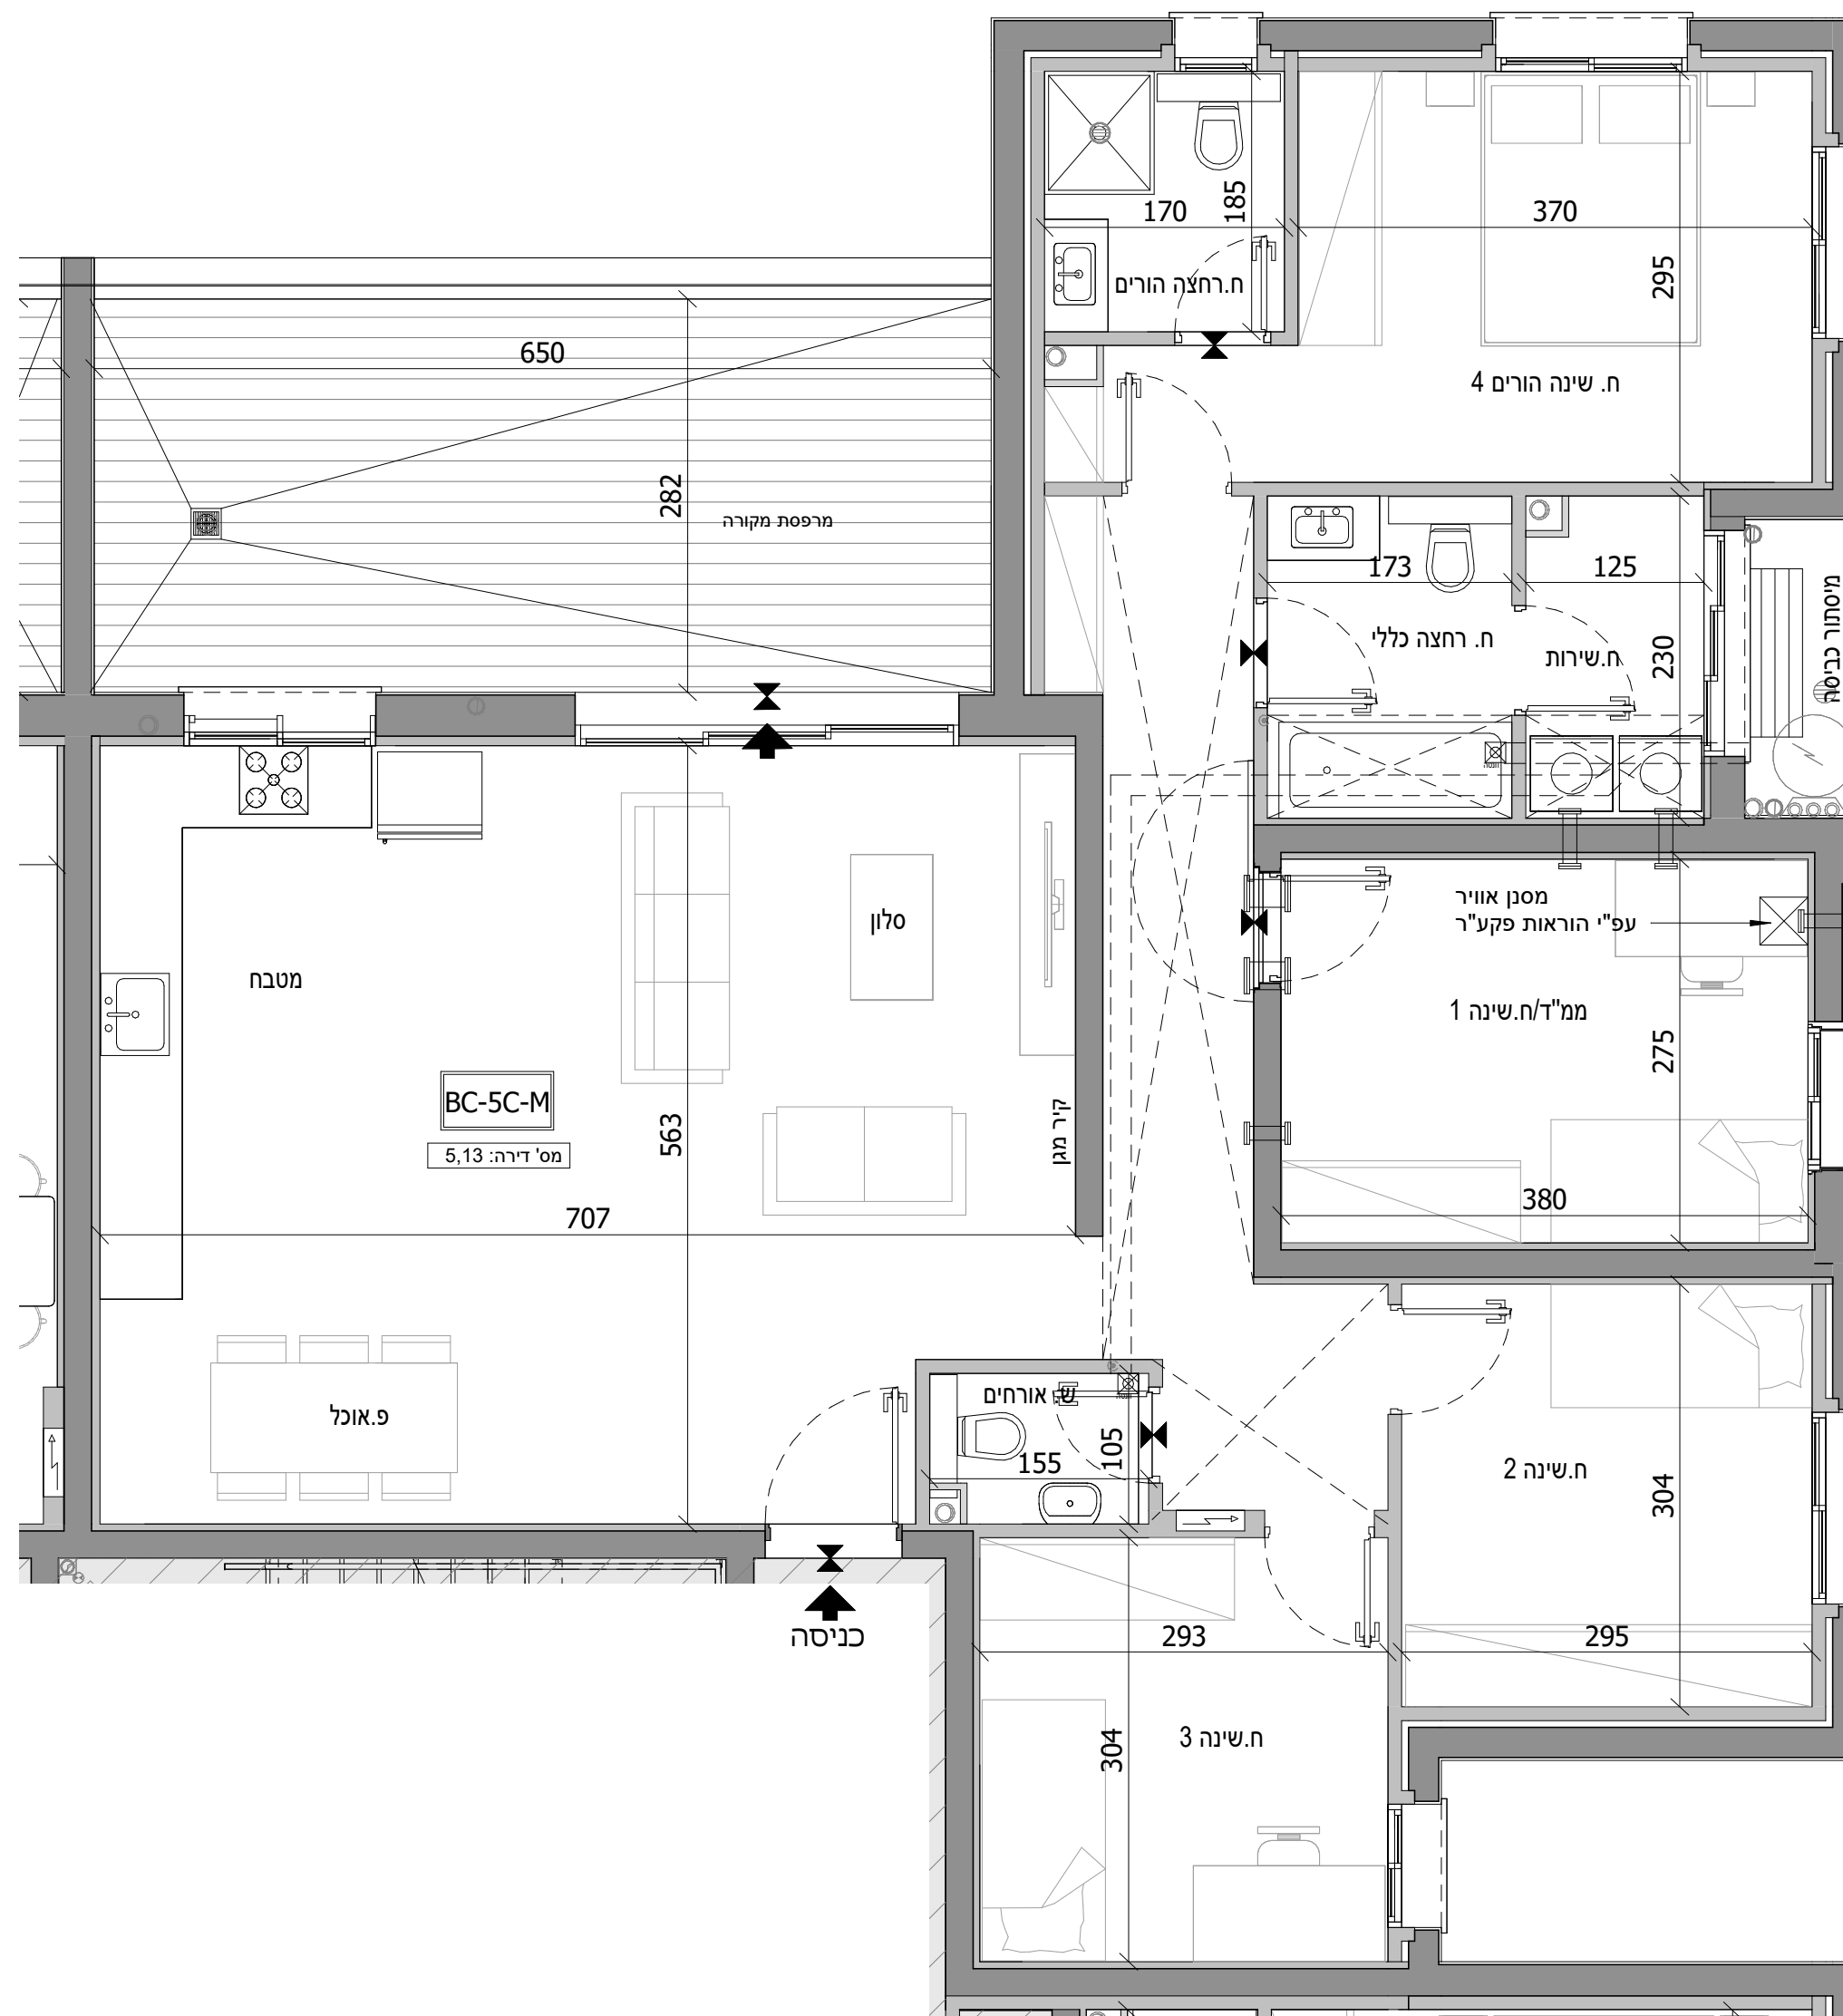 170
185
370
295
ח.רחצה הורים
ח. שינה הורים 4
650
282
מרפסת מקורה
173
125
230
ח. רחצה כללי
ח.שירות
מיסתור כביסה
סלון
מטבח
מסנן אוויר
עפ"י הוראות פקע"ר
ממ"ד/ח.שינה 1
275
380
קיר מגן
BC-5C-M
מס' דירה: 5,13
563
707
פ.אוכל
ש. אורחים
155
105
ח.שינה 2
304
295
293
ח.שינה 3
304
כניסה